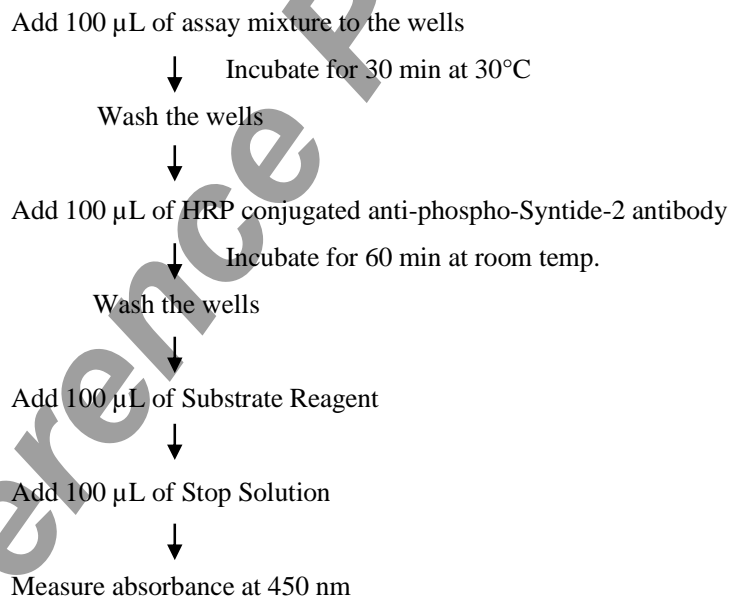 Add 100 µL of assay mixture to the wells
Incubate for 30 min at 30°C
Wash the wells
Add 100 µL of HRP conjugated anti-phospho-Syntide-2 antibody
Incubate for 60 min at room temp.
Wash the wells
Add 100 µL of Substrate Reagent
Add 100 µL of Stop Solution
Measure absorbance at 450 nm